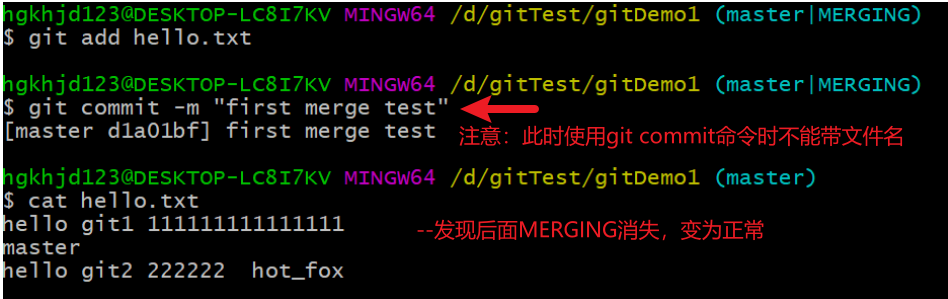 hgkhjd123@DESKTOP-LC8I7KV MINGW64 /d/gitTest/gitDemo1 (master|MERGING)
$ git add hello.txt
hgkhjd123@DESKTOP-LC8I7KV MINGW64 /d/gitTest/gitDemo1 (master|MERGING)
$ git commit -m "first merge test"
[master d1a01bf] first merge test
注意：此时使用git commit命令时不能带文件名
hgkhjd123@DESKTOP-LC8I7KV MINGW64 /d/gitTest/gitDemo1 (master)
$ cat hello.txt
hello git1 1111111111111111
--发现后面MERGING消失，变为正常
master
hello git2 222222  hot_fox